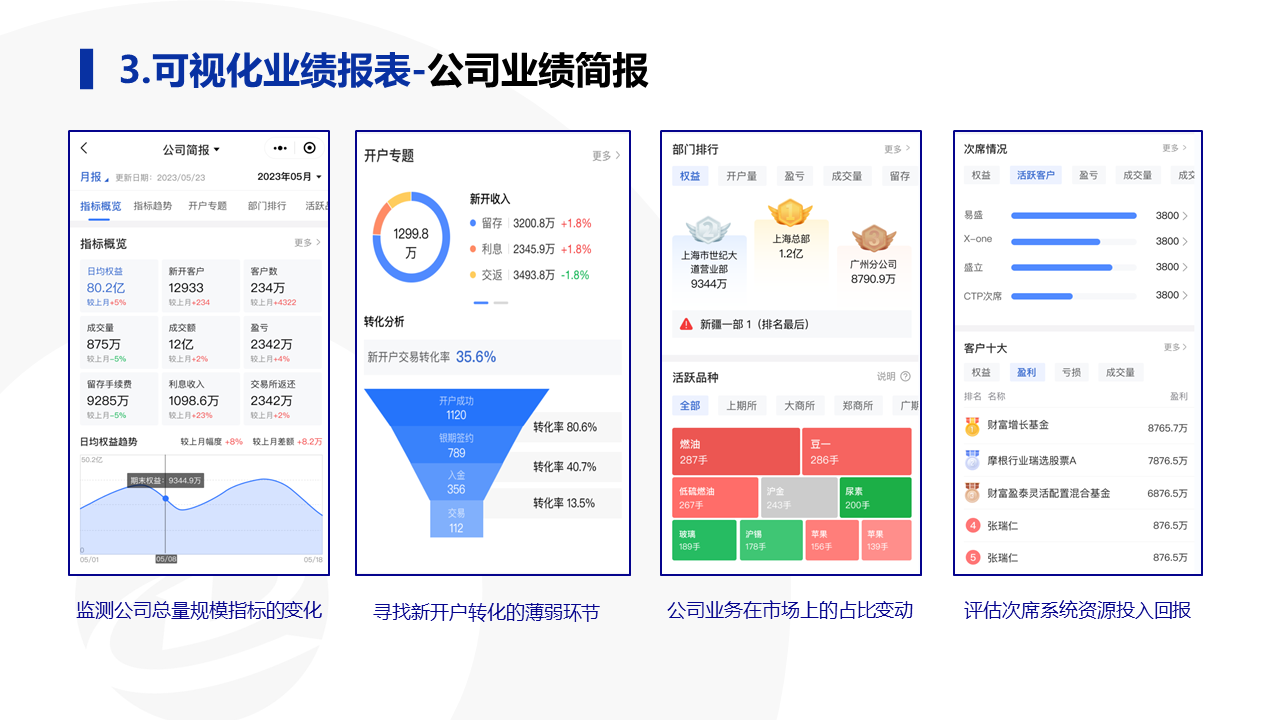 3.可视化业绩报表-公司业绩简报
公司简报
月报 更新日期：2023/05/23 2023年05月
指标概览 指标趋势 开户专题 部门排行 活跃
指标概览 更多
日均权益 新开客户 客户数
80.2亿 12933 234万
较上月+5% 较上月+234 较上月+4322
成交量 成交额 盈亏
875万 12亿 2342万
较上月-5% 较上月+2% 较上月+4%
留存手续费 利息收入 交易所返还
9285万 1098.6万 2342万
较上月-5% 较上月+23% 较上月+2%
日均权益趋势 较上月幅度 +8% 较上月差额 +8.2万
50.2亿
期末权益：9344.9万
0
05/01 05/08 05/18
监测公司总量规模指标的变化
开户专题 更多
新开收入
1299.8
万
留存 3200.8万 +1.8%
利息 2345.9万 +1.8%
交返 3493.8万 -1.8%
转化分析
新开户交易转化率 35.6%
开户成功
1120
转化率 80.6%
银期签约
789
转化率 40.7%
入金
356
转化率 13.5%
交易
112
寻找新开户转化的薄弱环节
部门排行 更多
权益 开户量 盈亏 成交量 留存
1
上海总部
1.2亿
2
上海市世纪大
道营业部
9344万
3
广州分公司
8790.9万
新疆一部 1（排名最后）
活跃品种 说明
全部 上期所 大商所 郑商所 广期
燃油 豆一
287手 286手
低硫燃油 沪金 尿素
267手 243手 200手
玻璃 沪锡 苹果 苹果
189手 178手 156手 139手
公司业务在市场上的占比变动
次席情况 更多
权益 活跃客户 盈亏 成交量 成交
易盛 3800
X-one 3800
盛立 3800
CTP次席 3800
客户十大 更多
权益 盈利 亏损 成交量
排名 名称 盈利
1 财富增长基金 8765.7万
2 摩根行业瑞选股票A 7876.5万
3 财富盈泰灵活配置混合基金 6876.5万
4 张瑞仁 876.5万
5 张瑞仁 876.5万
评估次席系统资源投入回报